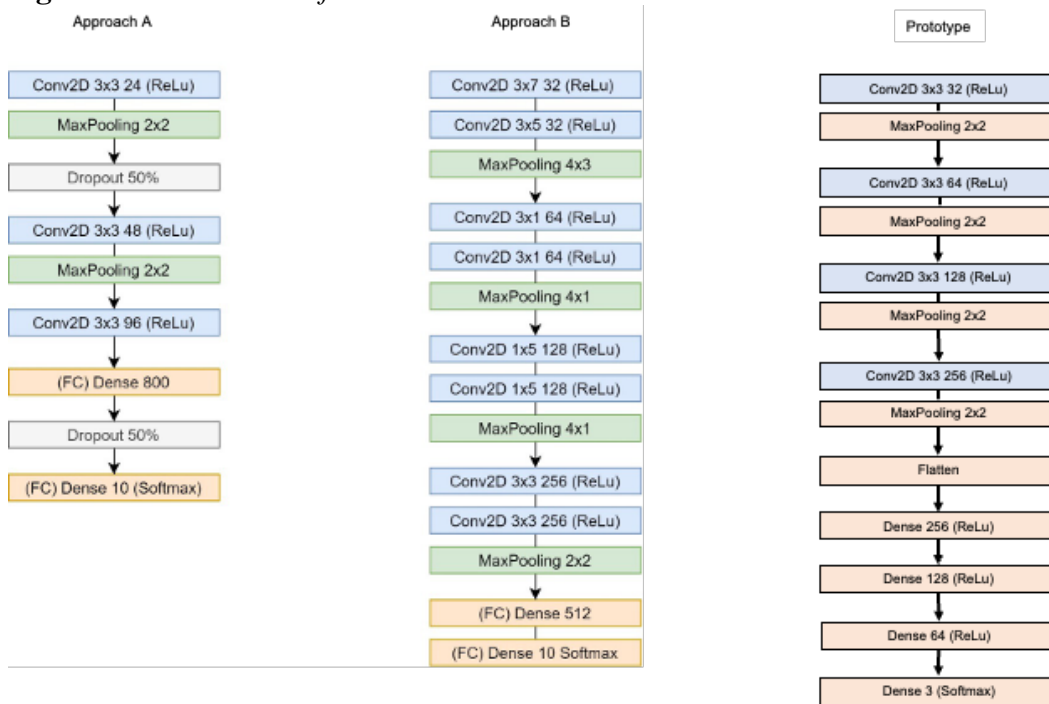 Approach A
Conv2D 3x3 24 (ReLu)
MaxPooling 2x2
Dropout 50%
Conv2D 3x3 48 (ReLu)
MaxPooling 2x2
Conv2D 3x3 96 (ReLu)
(FC) Dense 800
Dropout 50%
(FC) Dense 10 (Softmax)
Approach B
Conv2D 3x7 32 (ReLu)
Conv2D 3x5 32 (ReLu)
MaxPooling 4x3
Conv2D 3x1 64 (ReLu)
Conv2D 3x1 64 (ReLu)
MaxPooling 4x1
Conv2D 1x5 128 (ReLu)
Conv2D 1x5 128 (ReLu)
MaxPooling 4x1
Conv2D 3x3 256 (ReLu)
Conv2D 3x3 256 (ReLu)
MaxPooling 2x2
(FC) Dense 512
(FC) Dense 10 Softmax
Prototype
Conv2D 3x3 32 (ReLu)
MaxPooling 2x2
Conv2D 3x3 64 (ReLu)
MaxPooling 2x2
Conv2D 3x3 128 (ReLu)
MaxPooling 2x2
Conv2D 3x3 256 (ReLu)
MaxPooling 2x2
Flatten
Dense 256 (ReLu)
Dense 128 (ReLu)
Dense 64 (ReLu)
Dense 3 (Softmax)